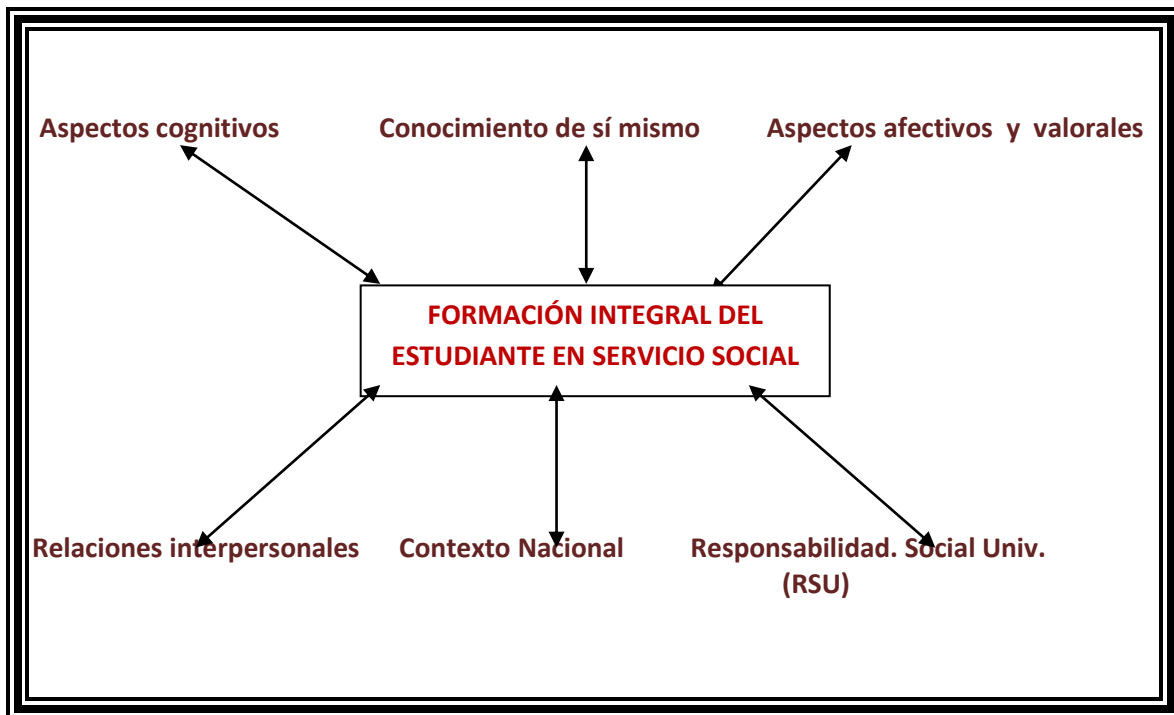 Aspectos cognitivos
Conocimiento de sí mismo
Aspectos afectivos y valorales
FORMACIÓN INTEGRAL DEL
ESTUDIANTE EN SERVICIO SOCIAL
Relaciones interpersonales
Contexto Nacional
Responsabilidad. Social Univ.
(RSU)